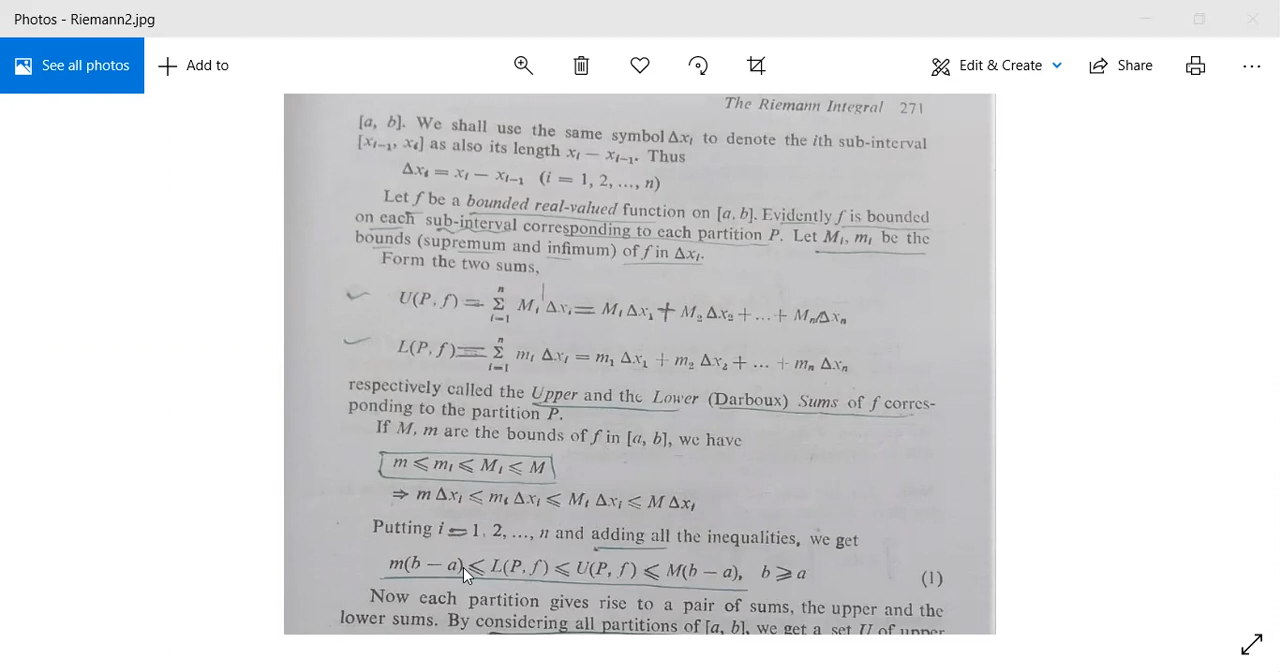 Photos - Riemann2.jpg
See all photos
Add to
Edit & Create
Share
The Riemann Integral 271
[a, b]. We shall use the same symbol Δxᵢ to denote the ith sub-interval
[xᵢ₋₁, xᵢ] as also its length xᵢ − xᵢ₋₁. Thus
Δxᵢ = xᵢ − xᵢ₋₁ (i = 1, 2, ..., n)
Let f be a bounded real-valued function on [a, b]. Evidently f is bounded
on each sub-interval corresponding to each partition P. Let Mᵢ, mᵢ be the
bounds (supremum and infimum) of f in Δxᵢ.
Form the two sums,
U(P, f) = Σⁿᵢ₌₁ Mᵢ Δxᵢ = M₁ Δx₁ + M₂ Δx₂ + ... + Mₙ Δxₙ
L(P, f) = Σⁿᵢ₌₁ mᵢ Δxᵢ = m₁ Δx₁ + m₂ Δx₂ + ... + mₙ Δxₙ
respectively called the Upper and the Lower (Darboux) Sums of f corres-
ponding to the partition P.
If M, m are the bounds of f in [a, b], we have
m ⩽ mᵢ ⩽ Mᵢ ⩽ M
⇒ m Δxᵢ ⩽ mᵢ Δxᵢ ⩽ Mᵢ Δxᵢ ⩽ M Δxᵢ
Putting i = 1, 2, ..., n and adding all the inequalities, we get
m(b − a) ⩽ L(P, f) ⩽ U(P, f) ⩽ M(b − a), b ⩾ a (1)
Now each partition gives rise to a pair of sums, the upper and the
lower sums. By considering all partitions of [a, b], we get a set U of upper